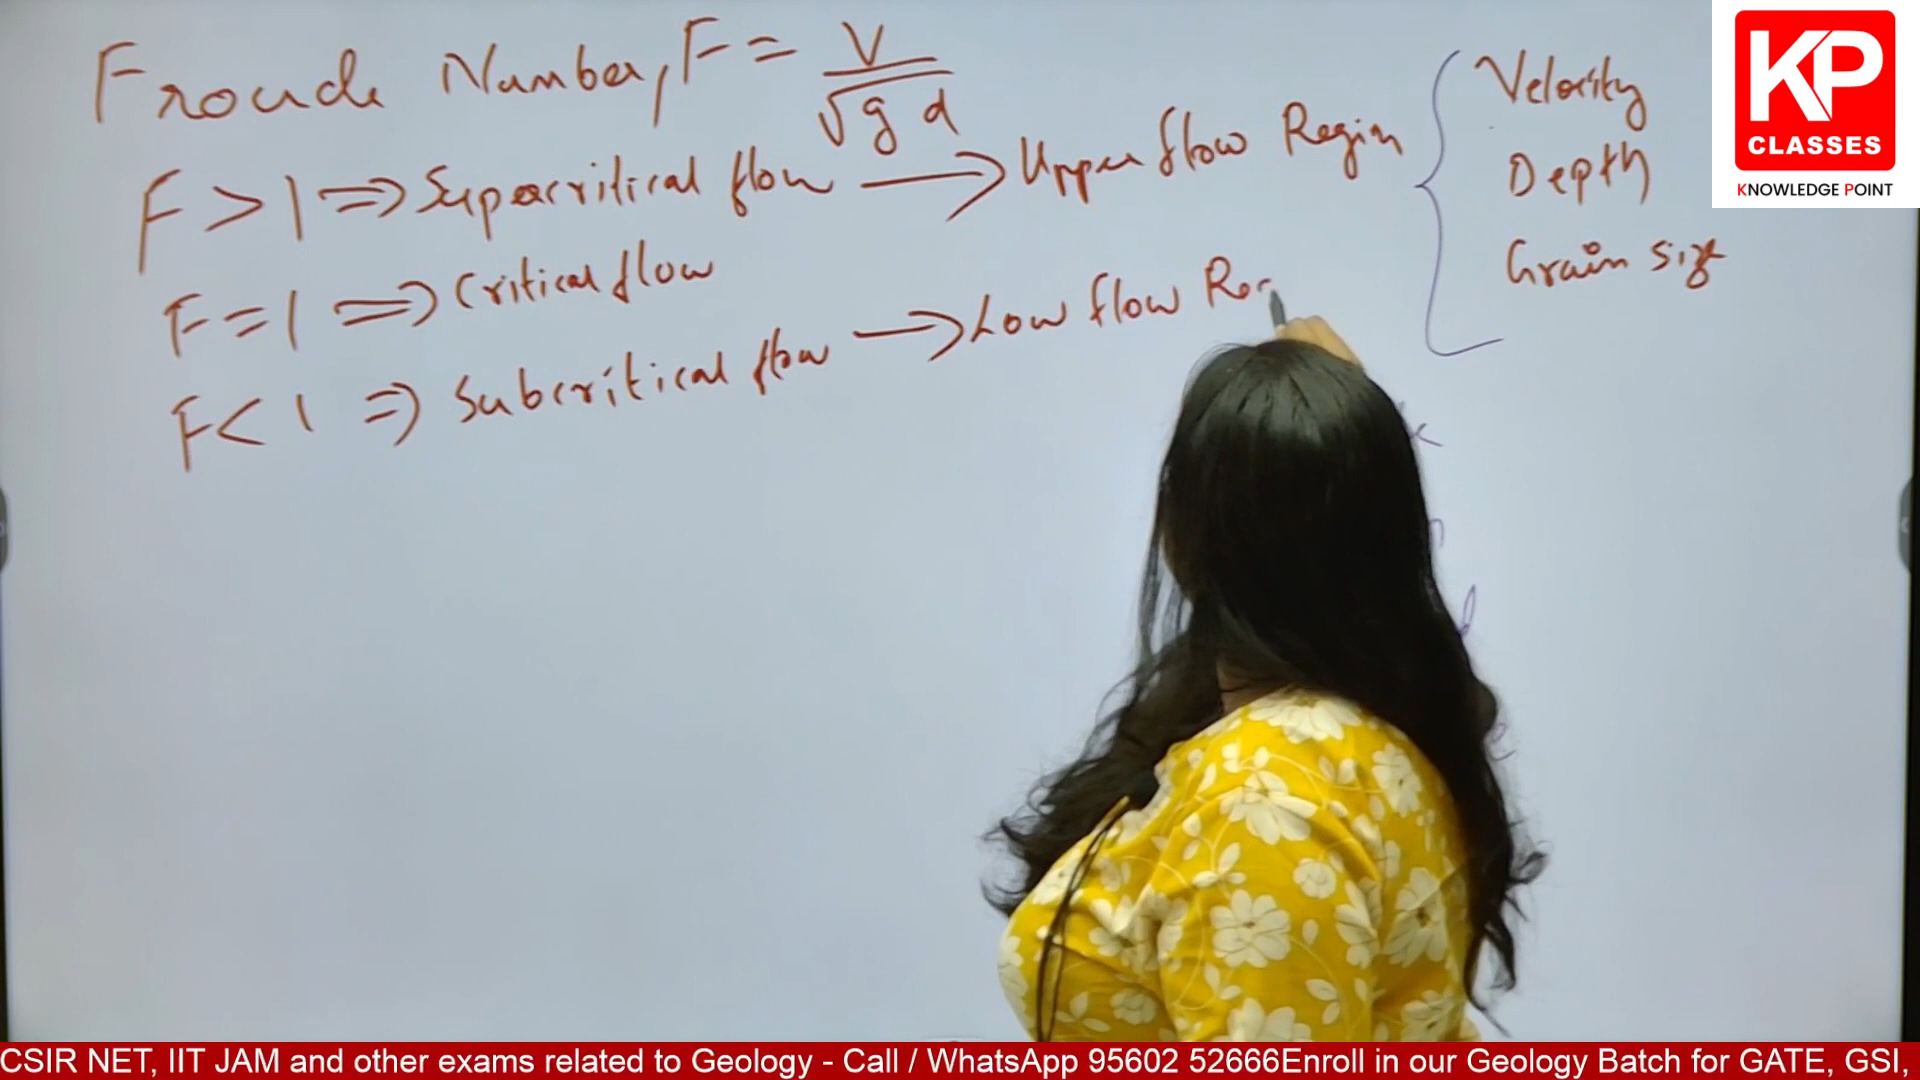 Froude Number, F = V / √gd
F > 1 ⇒ Supercritical flow → Upper flow Regim
F = 1 ⇒ Critical flow
F < 1 ⇒ Subcritical flow → Low flow Reg
Velocity
Depth
Grain size
KP
CLASSES
KNOWLEDGE POINT
CSIR NET, IIT JAM and other exams related to Geology - Call / WhatsApp 95602 52666Enroll in our Geology Batch for GATE, GSI,